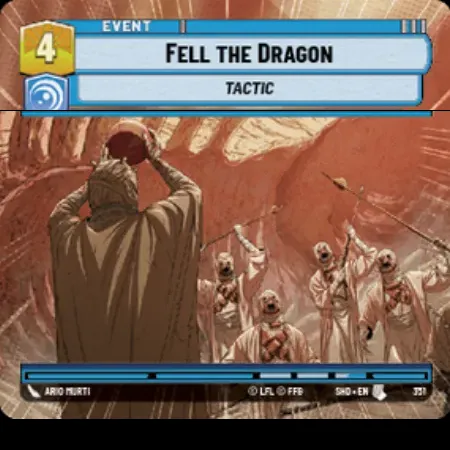 EVENT
4
FELL THE DRAGON
TACTIC
ARIO MURTI
© LFL © FFG
SHD • EN
351